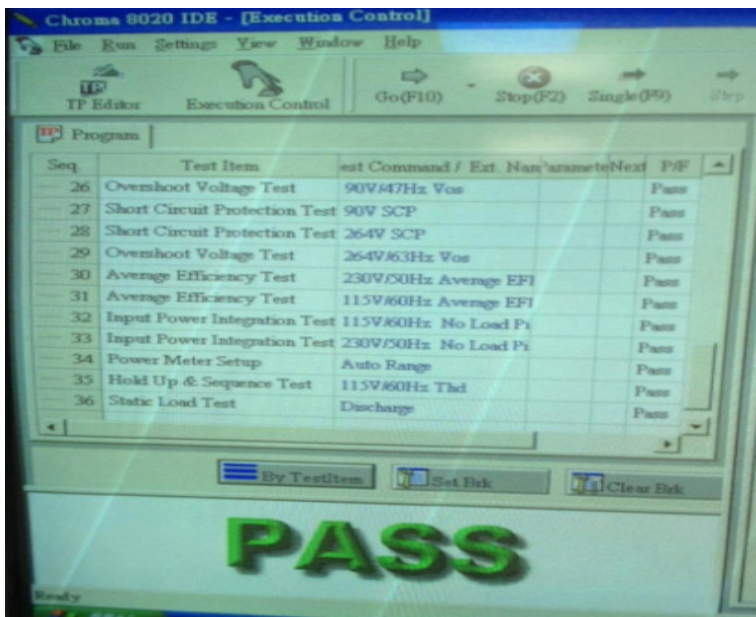 Chroma 8020 IDE - [Execution Control]
File Run Settings View Window Help
TP
TP Editor Execution Control Go(F10) Stop(F2) Single(F9) Step
TP Program
Seq Test Item est Command / Ext. Nam Paramete Next P/F
26 Overshoot Voltage Test 90V/47Hz Vos Pass
27 Short Circuit Protection Test 90V SCP Pass
28 Short Circuit Protection Test 264V SCP Pass
29 Overshoot Voltage Test 264V/63Hz Vos Pass
30 Average Efficiency Test 230V/50Hz Average EFI Pass
31 Average Efficiency Test 115V/60Hz Average EFI Pass
32 Input Power Integration Test 115V/60Hz No Load Pi Pass
33 Input Power Integration Test 230V/50Hz No Load Pi Pass
34 Power Meter Setup Auto Range Pass
35 Hold Up & Sequence Test 115V/60Hz Thd Pass
36 Static Load Test Discharge Pass
By TestItem Set Brk Clear Brk
PASS
Ready